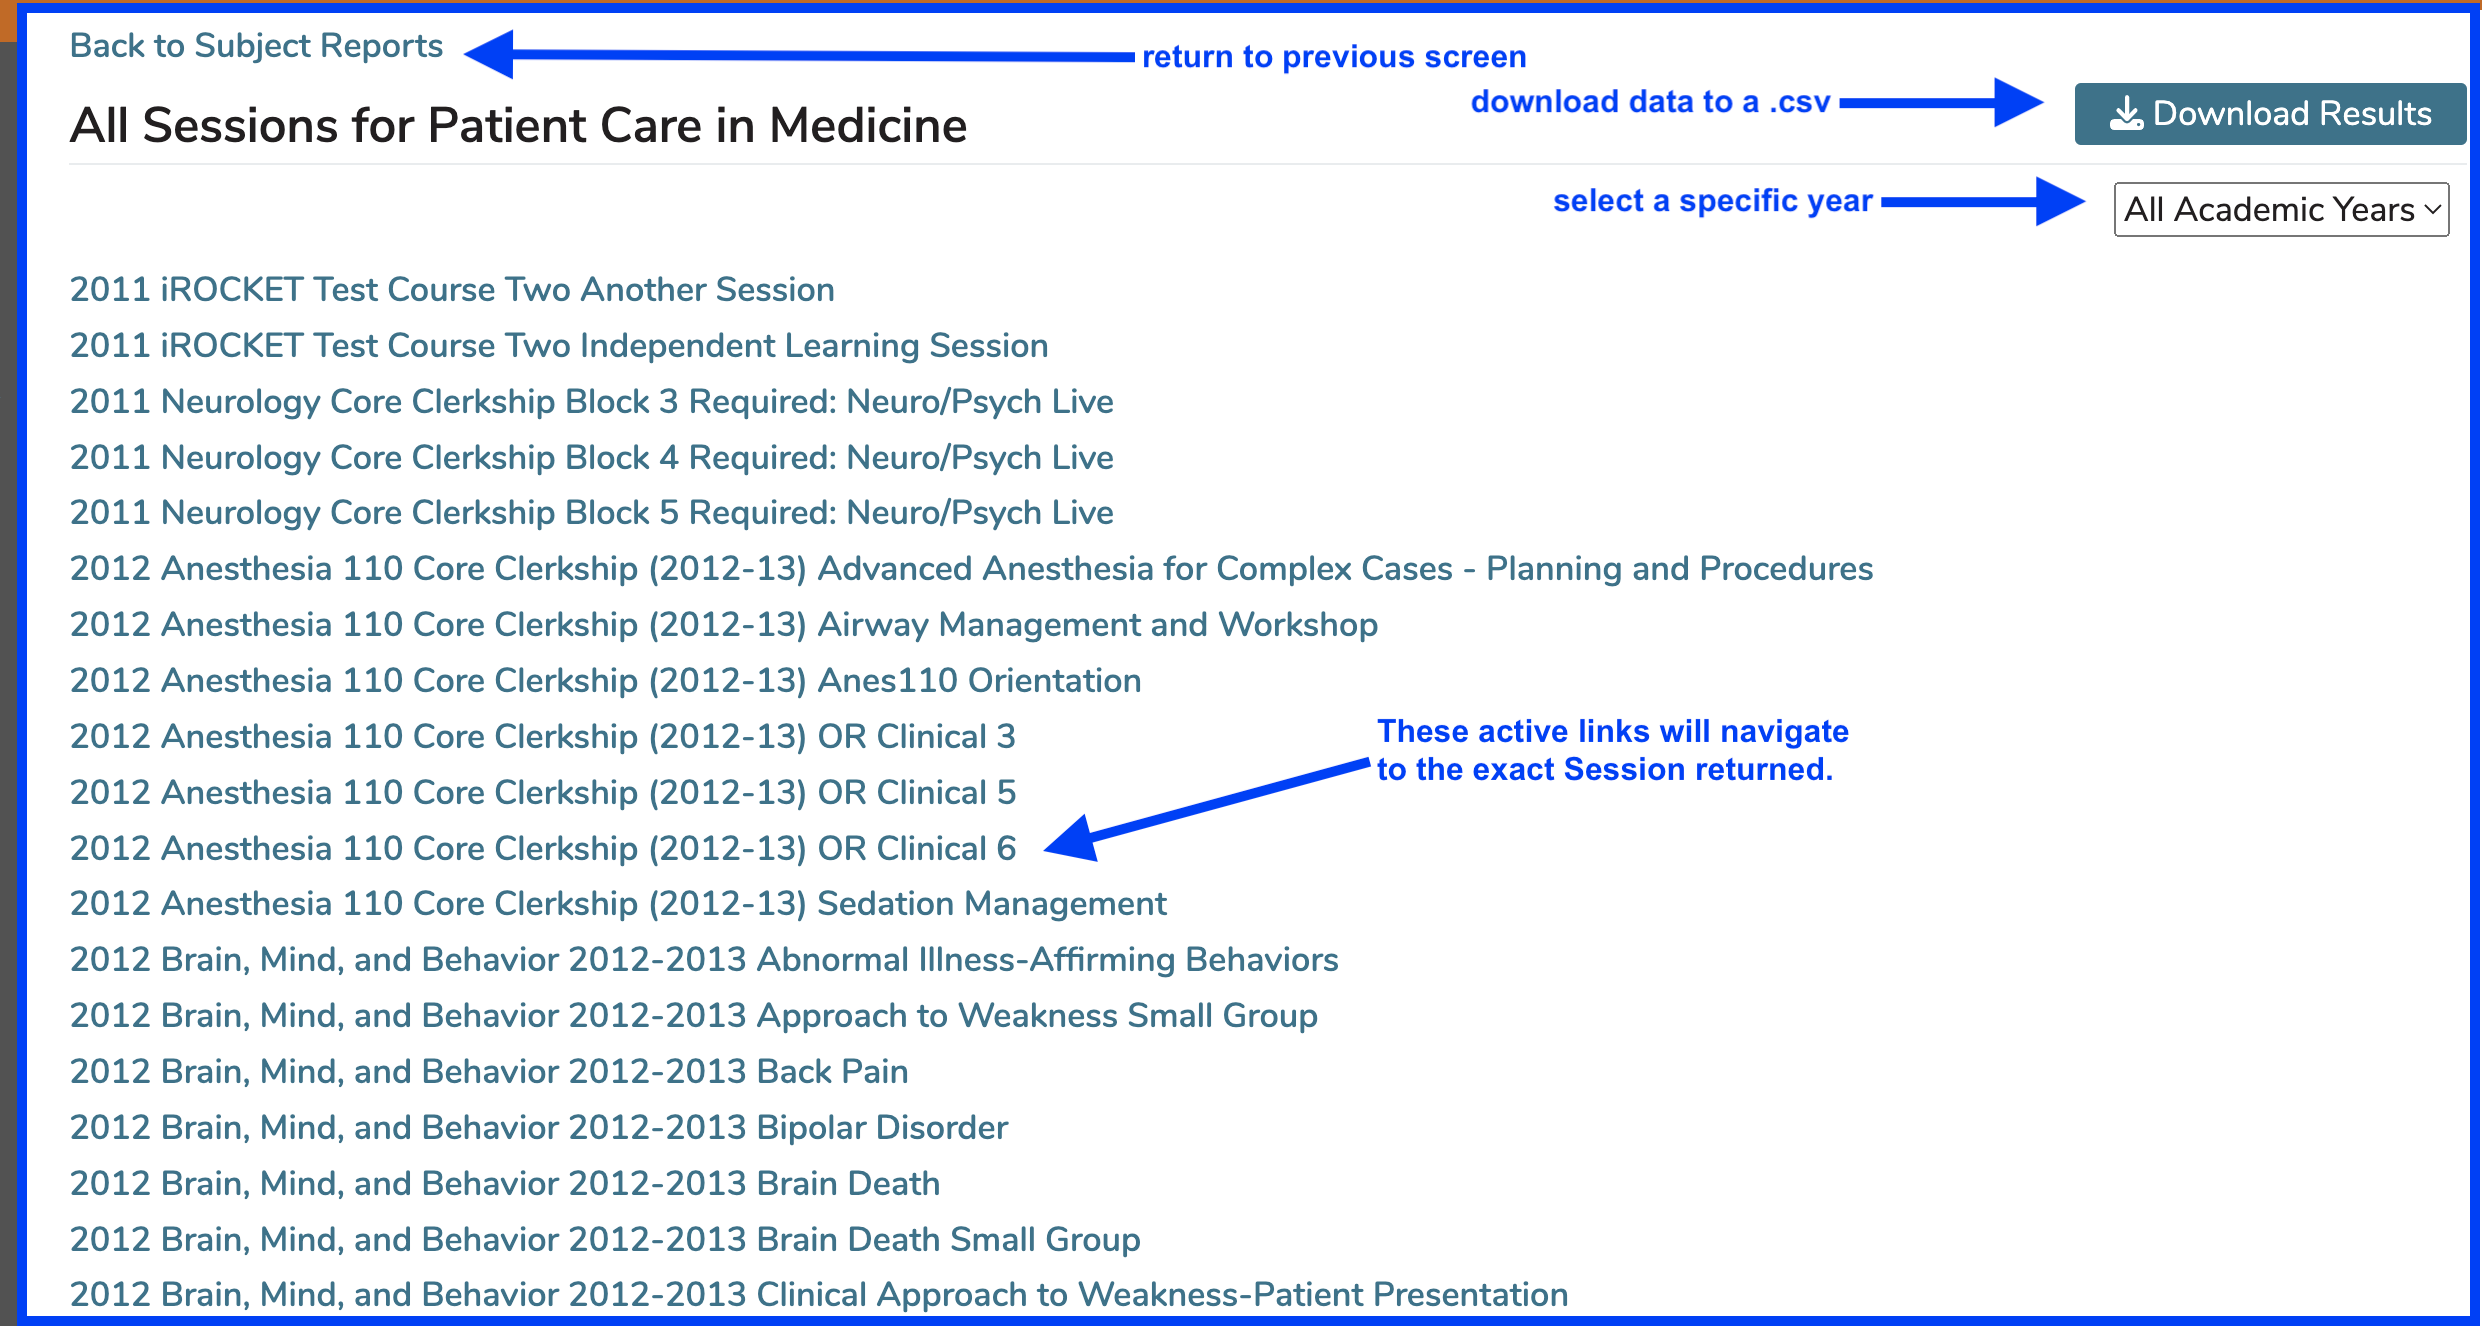 Back to Subject Reports
return to previous screen
download data to a .csv
Download Results
All Sessions for Patient Care in Medicine
select a specific year
All Academic Years
2011 iROCKET Test Course Two Another Session
2011 iROCKET Test Course Two Independent Learning Session
2011 Neurology Core Clerkship Block 3 Required: Neuro/Psych Live
2011 Neurology Core Clerkship Block 4 Required: Neuro/Psych Live
2011 Neurology Core Clerkship Block 5 Required: Neuro/Psych Live
2012 Anesthesia 110 Core Clerkship (2012-13) Advanced Anesthesia for Complex Cases - Planning and Procedures
2012 Anesthesia 110 Core Clerkship (2012-13) Airway Management and Workshop
2012 Anesthesia 110 Core Clerkship (2012-13) Anes110 Orientation
2012 Anesthesia 110 Core Clerkship (2012-13) OR Clinical 3
These active links will navigate
to the exact Session returned.
2012 Anesthesia 110 Core Clerkship (2012-13) OR Clinical 5
2012 Anesthesia 110 Core Clerkship (2012-13) OR Clinical 6
2012 Anesthesia 110 Core Clerkship (2012-13) Sedation Management
2012 Brain, Mind, and Behavior 2012-2013 Abnormal Illness-Affirming Behaviors
2012 Brain, Mind, and Behavior 2012-2013 Approach to Weakness Small Group
2012 Brain, Mind, and Behavior 2012-2013 Back Pain
2012 Brain, Mind, and Behavior 2012-2013 Bipolar Disorder
2012 Brain, Mind, and Behavior 2012-2013 Brain Death
2012 Brain, Mind, and Behavior 2012-2013 Brain Death Small Group
2012 Brain, Mind, and Behavior 2012-2013 Clinical Approach to Weakness-Patient Presentation